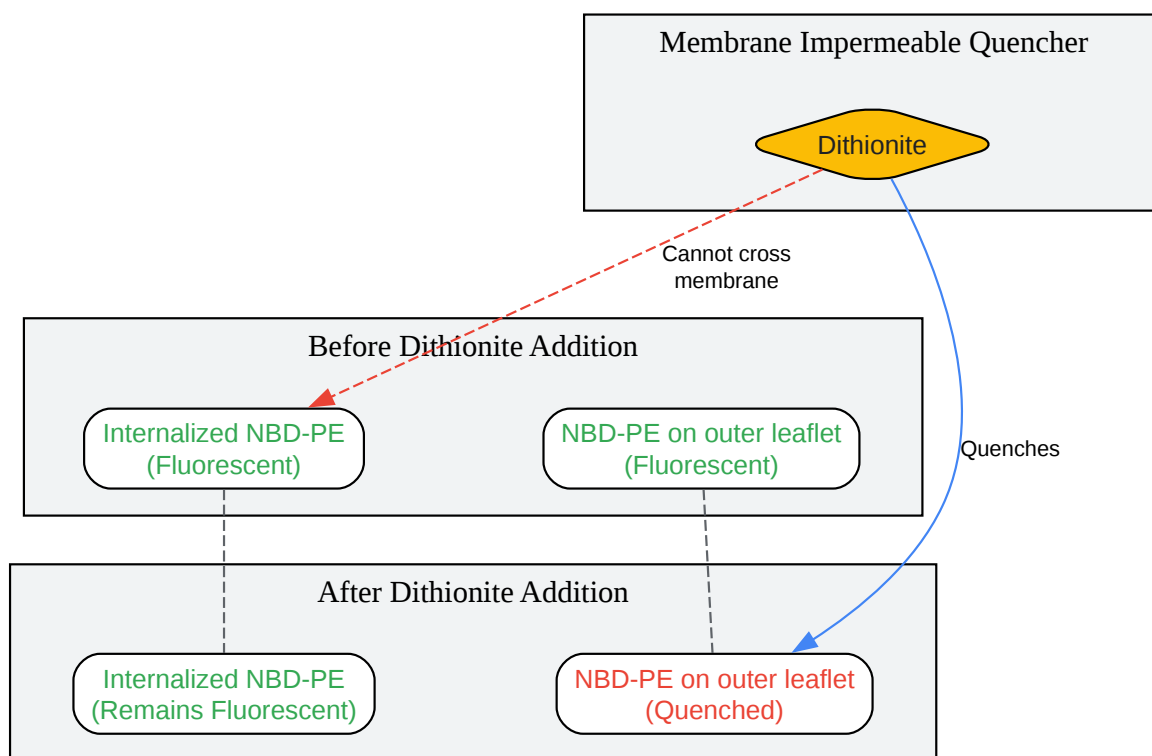 Membrane Impermeable Quencher
Dithionite
Cannot cross
membrane
Before Dithionite Addition
Internalized NBD-PE
(Fluorescent)
NBD-PE on outer leaflet
(Fluorescent)
Quenches
After Dithionite Addition
Internalized NBD-PE
(Remains Fluorescent)
NBD-PE on outer leaflet
(Quenched)